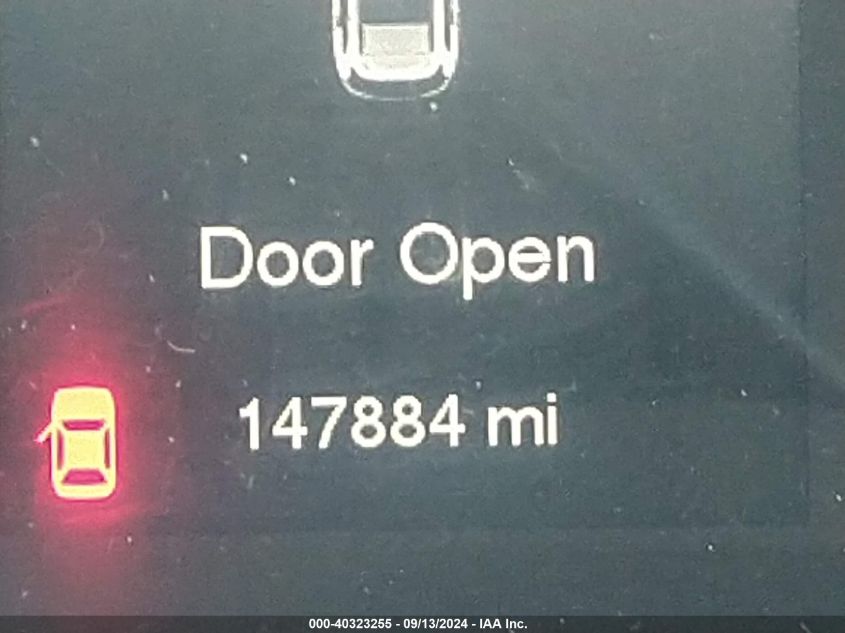 Door Open
147884 mi
000-40323255 - 09/13/2024 - IAA Inc.